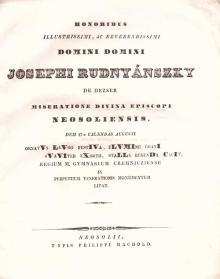 HONORIBUS
ILLUSTRISSIMI, AC REVERENDISSIMI
DOMINI DOMINI
JOSEPHI RUDNYÁNSZKY
DE DEZSER
MISERATIONE DIVINA EPISCOPI
NEOSOLIENSIS.
DUM 17o CALENDAS AUGUSTI
REGIUM M. GYMNASIUM CREMNICZIENSE
IN
PERPETUUM VENERATIONIS MONUMENTUM
LITAT.
NEOSOLII,
TYPIS PHILIPPI MACHOLD.